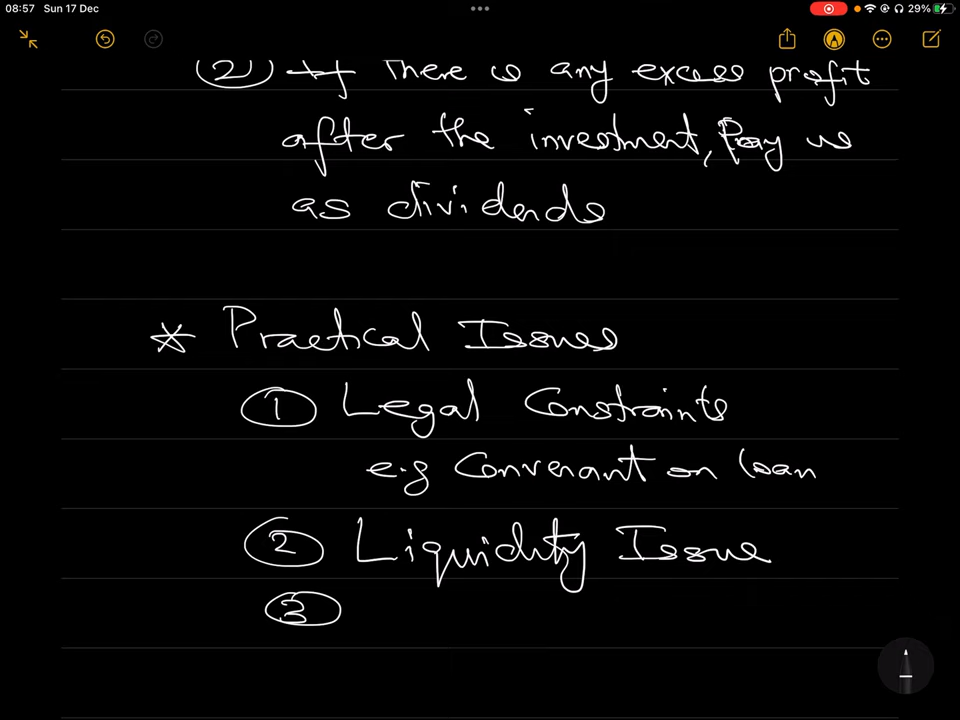 08:57 Sun 17 Dec
29%
(2) If There is any excess profit
after the investment, Pay us
as dividends
* Practical Issues
1 Legal Constraints
e.g Convenant on loan
2 Liquidity Issue
3